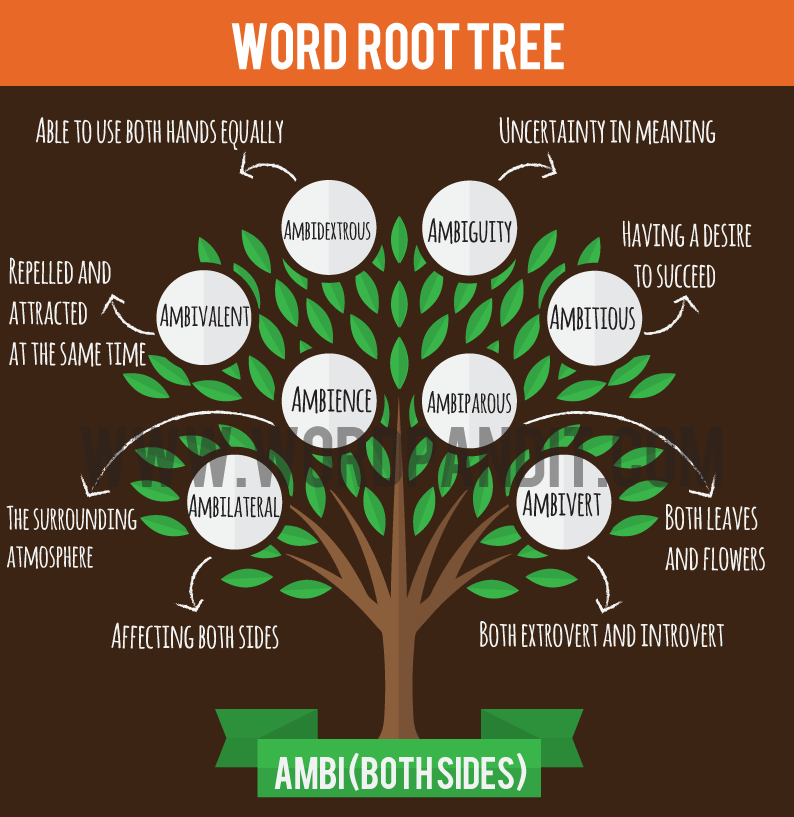 WORD ROOT TREE
ABLE TO USE BOTH HANDS EQUALLY
UNCERTAINTY IN MEANING
AMBIDEXTROUS
AMBIGUITY
HAVING A DESIRE
TO SUCCEED
REPELLED AND
ATTRACTED
AT THE SAME TIME
AMBIVALENT
AMBITIOUS
AMBIENCE
AMBIPAROUS
WWW.WORDPANDIT.COM
AMBILATERAL
AMBIVERT
THE SURROUNDING
ATMOSPHERE
BOTH LEAVES
AND FLOWERS
AFFECTING BOTH SIDES
BOTH EXTROVERT AND INTROVERT
AMBI (BOTH SIDES)